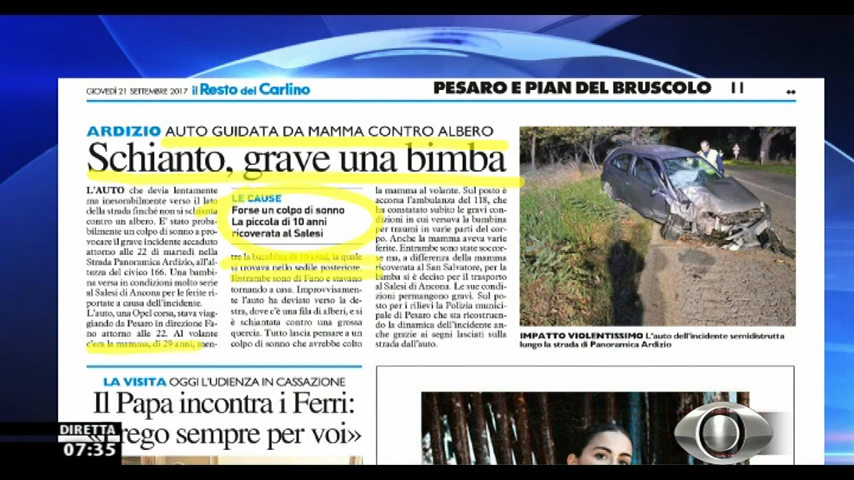 GIOVEDÌ 21 SETTEMBRE 2017 il Resto del Carlino
PESARO E PIAN DEL BRUSCOLO 11 ••
ARDIZIO AUTO GUIDATA DA MAMMA CONTRO ALBERO
Schianto, grave una bimba
L'AUTO che devia lentamente
ma inesorabilmente verso il lato
della strada finché non si schianta
contro un albero. E' stato proba-
bilmente un colpo di sonno a pro-
vocare il grave incidente accaduto
attorno alle 22 di martedì nella
Strada Panoramica Ardizio, all'al-
tezza del civico 166. Una bambi-
na versa in condizioni molto serie
al Salesi di Ancona per le ferite ri-
portate a causa dell'incidente.
L'auto, una Opel corsa, stava viag-
giando da Pesaro in direzione Fa-
no attorno alle 22. Al volante
c'era la mamma, di 29 anni, men-
LE CAUSE
Forse un colpo di sonno
La piccola di 10 anni
ricoverata al Salesi
tre la bambina di 10 anni, la quale
si trovava nello sedile posteriore.
Entrambe sono di Fano e stavano
tornando a casa. Improvvisamen-
te l'auto ha deviato verso la de-
stra, dove c'è una fila di alberi, e si
è schiantata contro una grossa
quercia. Tutto lascia pensare a un
colpo di sonno che avrebbe colto
la mamma al volante. Sul posto è
accorsa l'ambulanza del 118, che
ha constatato subito le gravi con-
dizioni in cui versava la bambina
per traumi in varie parti del cor-
po. Anche la mamma aveva varie
ferite. Entrambe sono state soccor-
se ma, a differenza della mamma
ricoverata al San Salvatore, per la
bimba si è deciso per il trasporto
al Salesi di Ancona. Le sue condi-
zioni permangono gravi. Sul po-
sto per i rilievi la Polizia munici-
pale di Pesaro che sta ricostruen-
do la dinamica dell'incidente an-
che grazie ai segni lasciati sulla
strada dall'auto.
IMPATTO VIOLENTISSIMO L'auto dell'incidente semidistrutta
lungo la strada di Panoramica Ardizio
LA VISITA OGGI L'UDIENZA IN CASSAZIONE
Il Papa incontra i Ferri:
rego sempre per voi»
DIRETTA
07:35